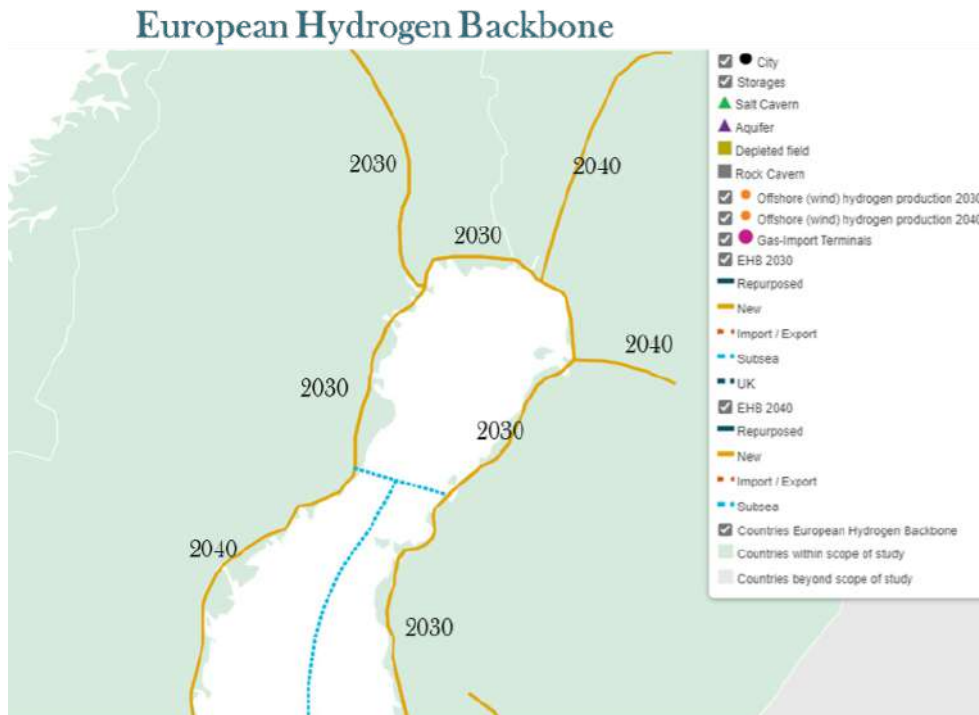 European Hydrogen Backbone
2030
2040
2030
2040
2030
2030
2040
2030
City
Storages
Salt Cavern
Aquifer
Depleted field
Rock Cavern
Offshore (wind) hydrogen production 2030
Offshore (wind) hydrogen production 2040
Gas-Import Terminals
EHB 2030
Repurposed
New
Import / Export
Subsea
UK
EHB 2040
Repurposed
New
Import / Export
Subsea
Countries European Hydrogen Backbone
Countries within scope of study
Countries beyond scope of study